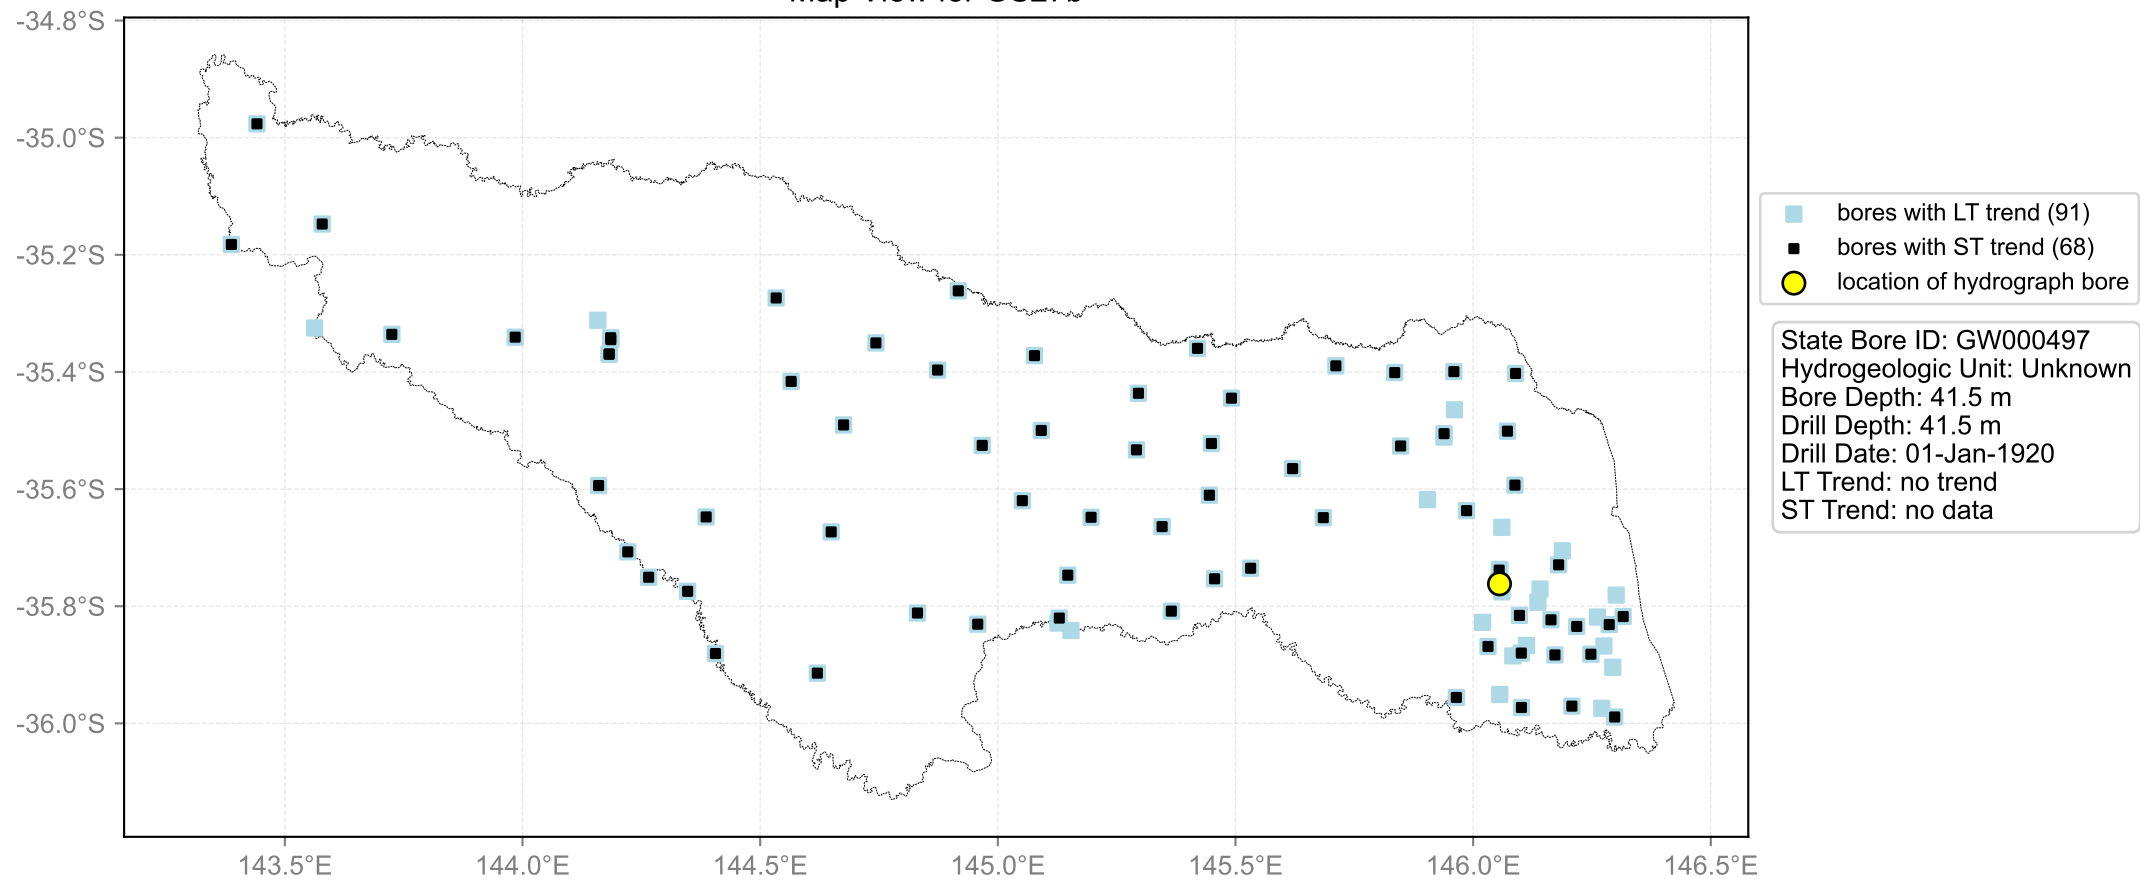 -34.8°S
-35.0°S
-35.2°S
-35.4°S
-35.6°S
-35.8°S
-36.0°S
143.5°E
144.0°E
144.5°E
145.0°E
145.5°E
146.0°E
146.5°E
bores with LT trend (91)
bores with ST trend (68)
location of hydrograph bore
State Bore ID: GW000497
Hydrogeologic Unit: Unknown
Bore Depth: 41.5 m
Drill Depth: 41.5 m
Drill Date: 01-Jan-1920
LT Trend: no trend
ST Trend: no data